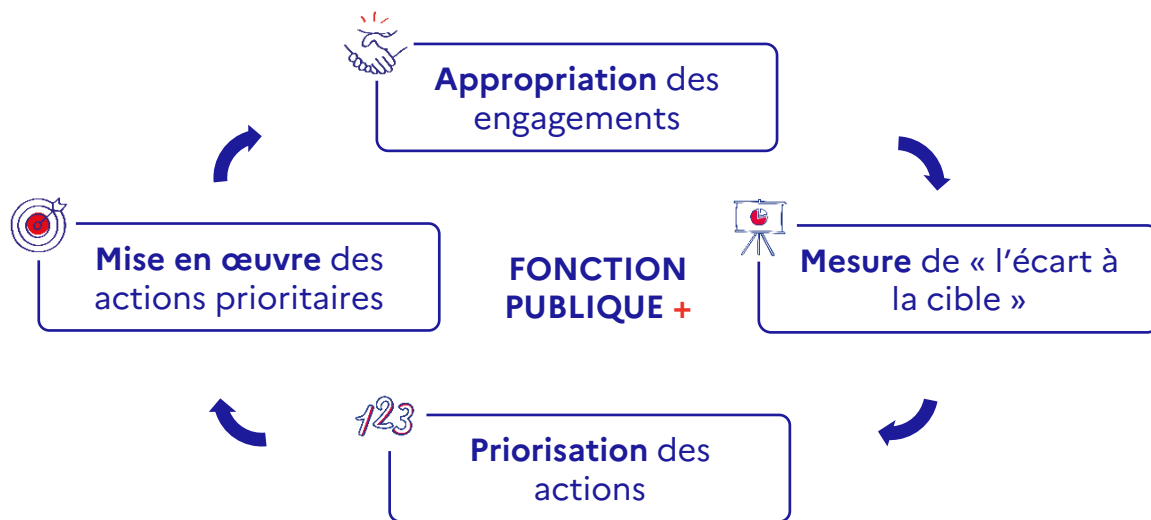 Appropriation des
engagements
Mise en œuvre des
actions prioritaires
FONCTION
PUBLIQUE +
Mesure de « l'écart à
la cible »
123
Priorisation des
actions